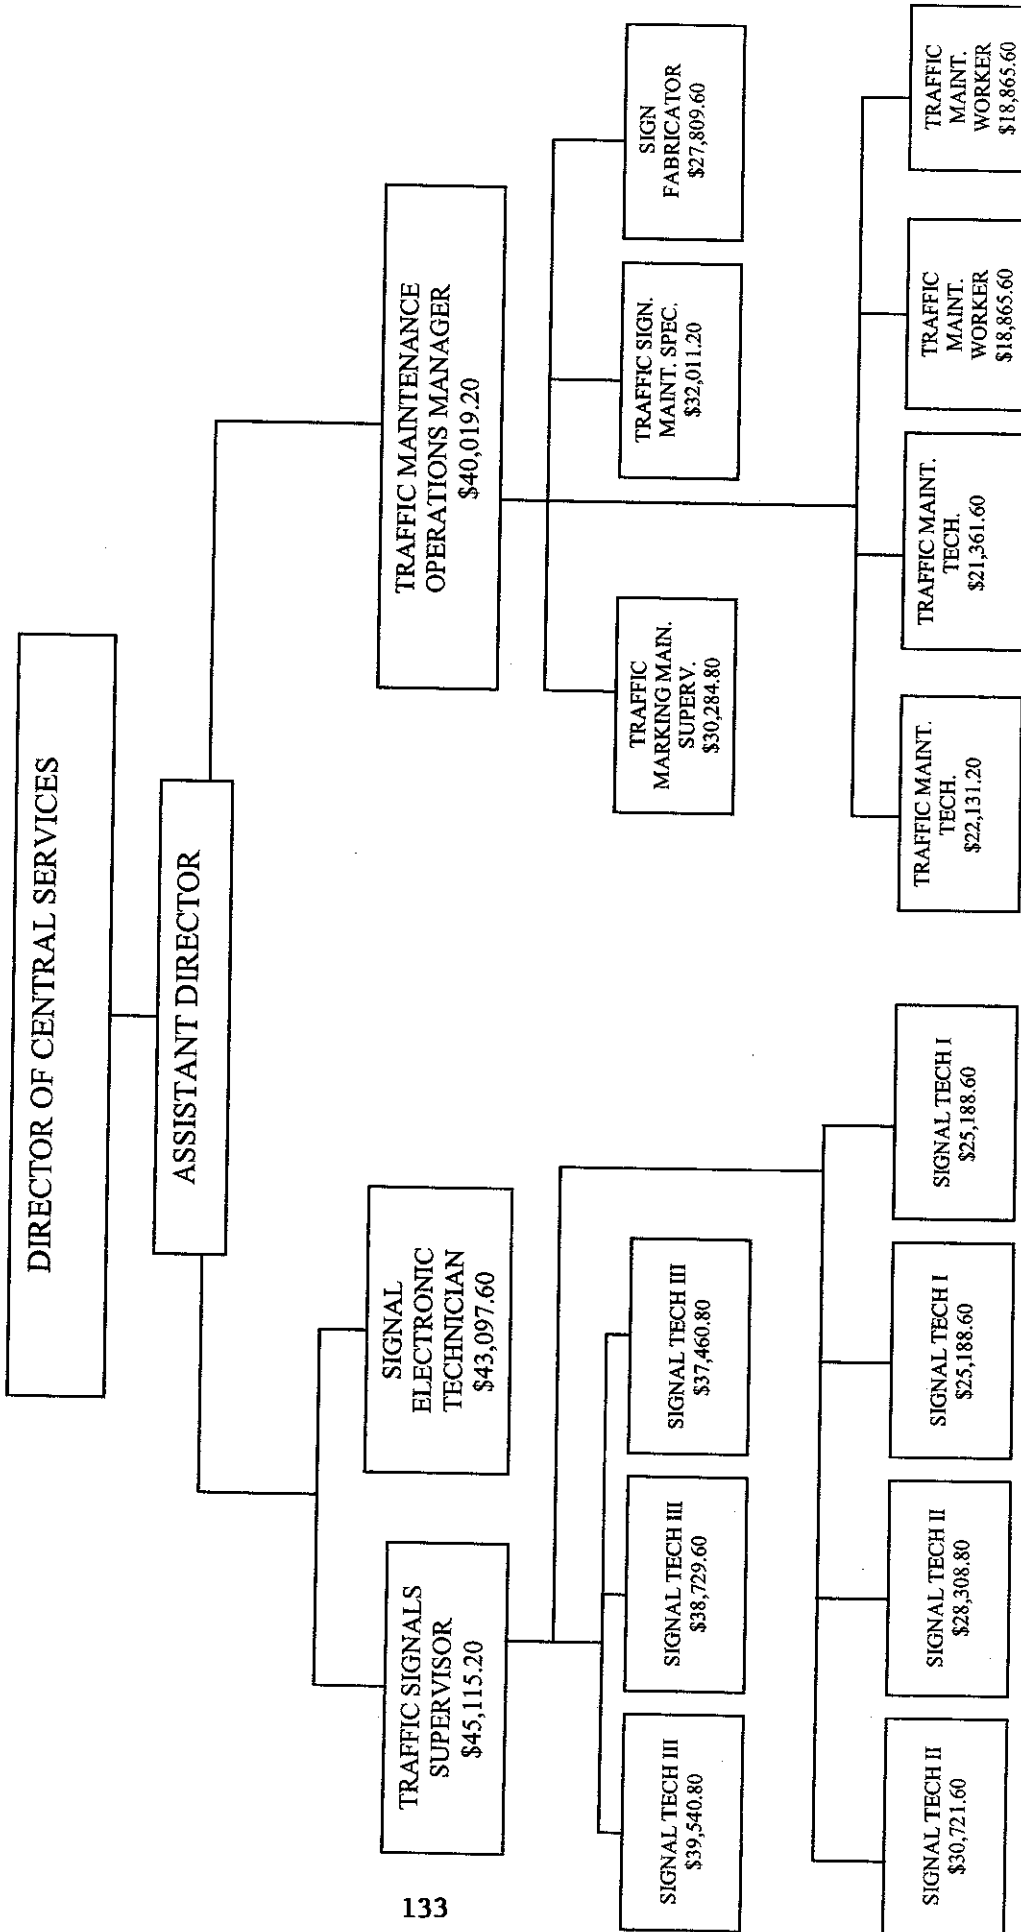 DIRECTOR OF CENTRAL SERVICES
ASSISTANT DIRECTOR
TRAFFIC SIGNALS
SUPERVISOR
$45,115.20
SIGNAL
ELECTRONIC
TECHNICIAN
$43,097.60
TRAFFIC MAINTENANCE
OPERATIONS MANAGER
$40,019.20
SIGNAL TECH III
$39,540.80
SIGNAL TECH III
$38,729.60
SIGNAL TECH III
$37,460.80
TRAFFIC
MARKING MAIN.
SUPERV.
$30,284.80
TRAFFIC SIGN.
MAINT. SPEC.
$32,011.20
SIGN
FABRICATOR
$27,809.60
SIGNAL TECH II
$30,721.60
SIGNAL TECH II
$28,308.80
SIGNAL TECH I
$25,188.60
SIGNAL TECH I
$25,188.60
TRAFFIC MAINT.
TECH.
$22,131.20
TRAFFIC MAINT.
TECH.
$21,361.60
TRAFFIC
MAINT.
WORKER
$18,865.60
TRAFFIC
MAINT.
WORKER
$18,865.60
133